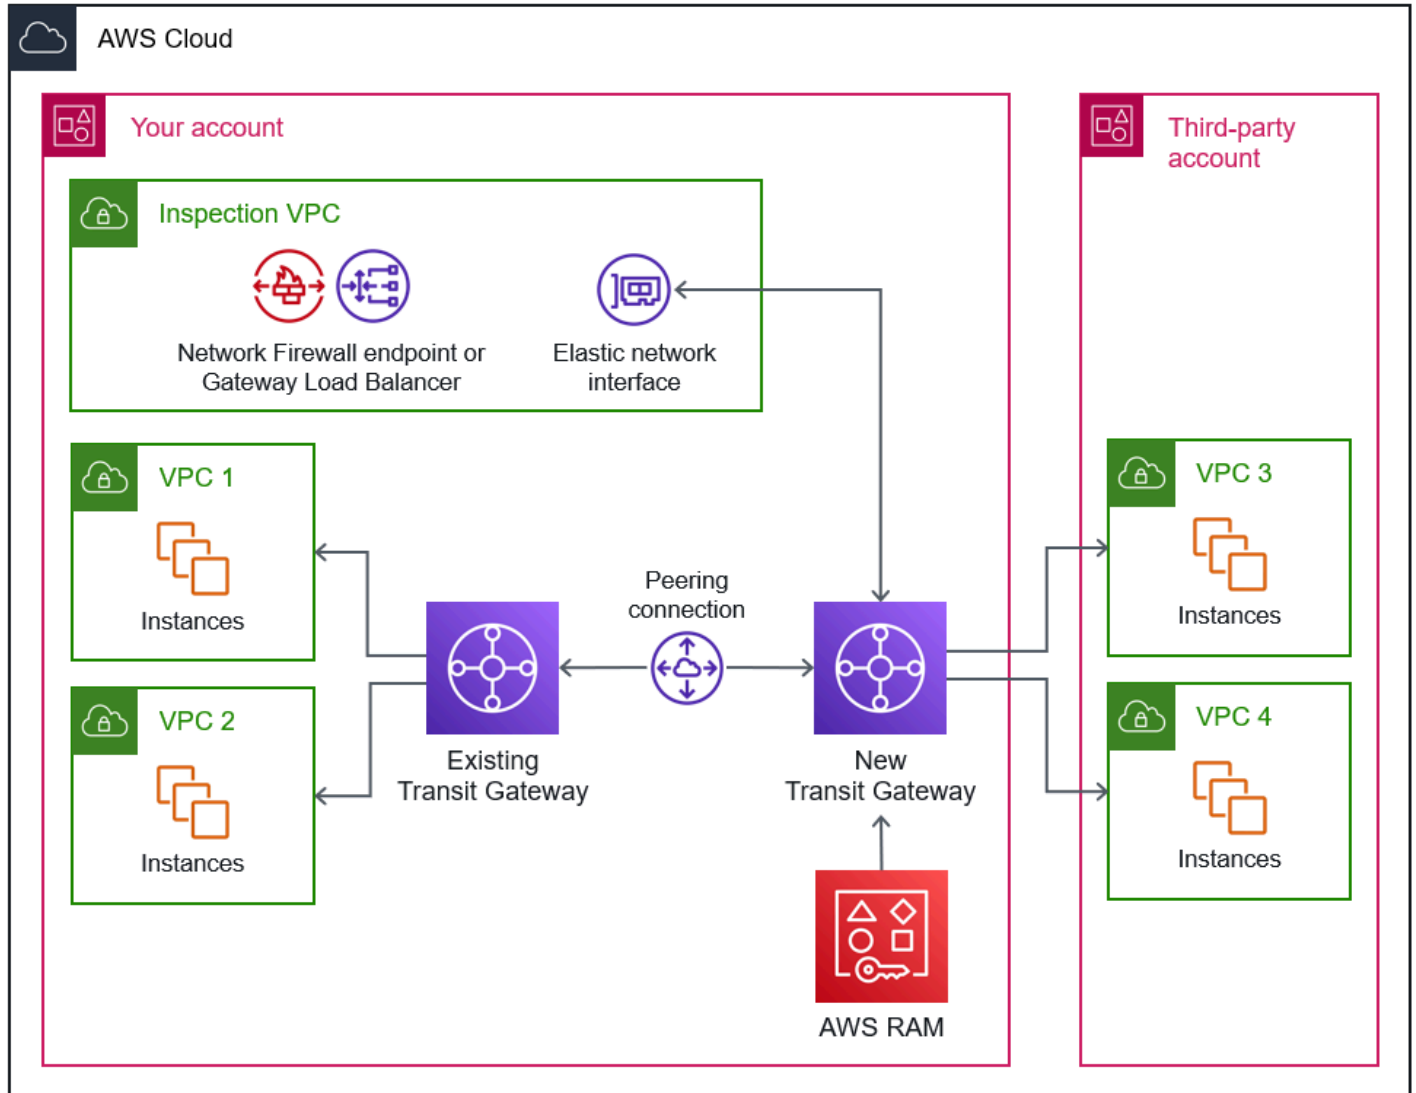 AWS Cloud
Your account
Third-party
account
Inspection VPC
Network Firewall endpoint or
Gateway Load Balancer
Elastic network
interface
VPC 1
Instances
VPC 2
Instances
Peering
connection
Existing
Transit Gateway
New
Transit Gateway
AWS RAM
VPC 3
Instances
VPC 4
Instances